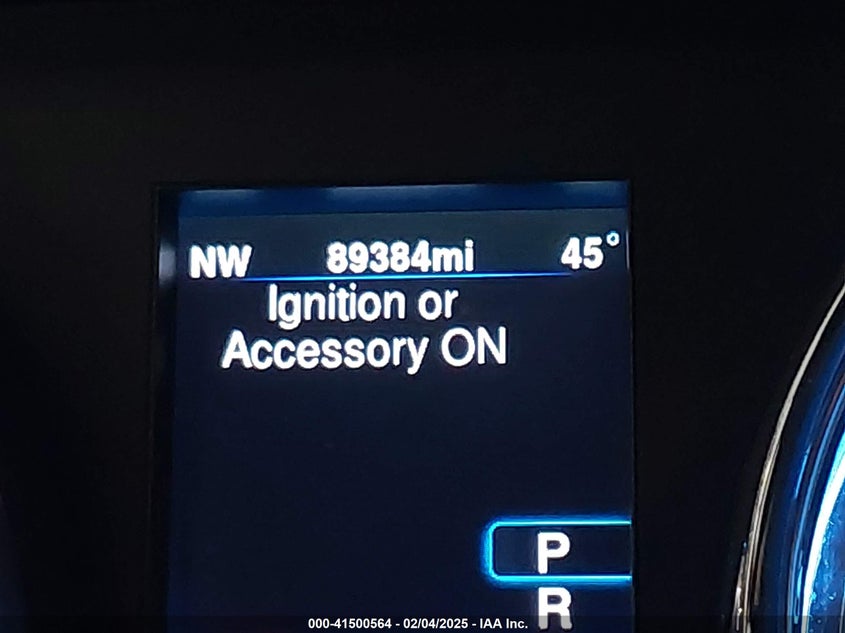 NW 89384mi 45°
Ignition or
Accessory ON
P
R
000-41500564 - 02/04/2025 - IAA Inc.